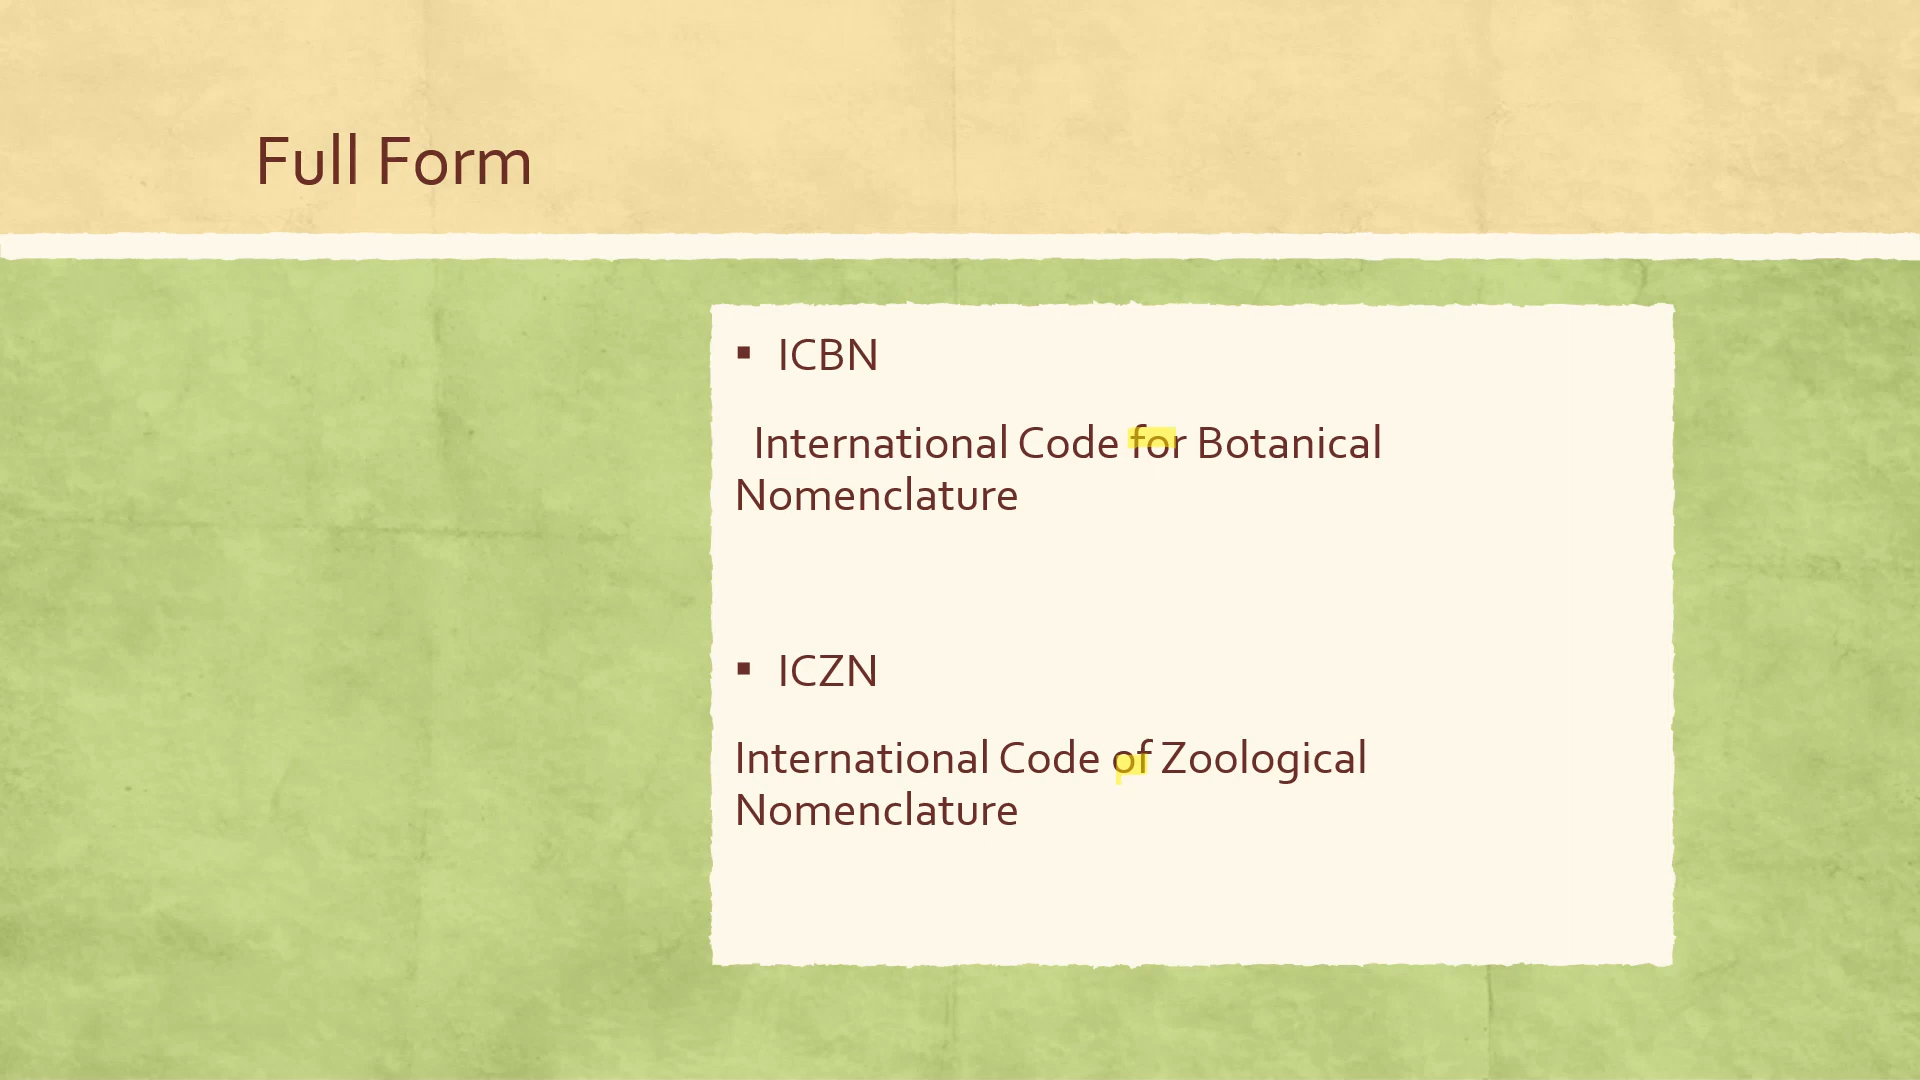 Full Form
▪ ICBN
International Code for Botanical
Nomenclature
▪ ICZN
International Code of Zoological
Nomenclature